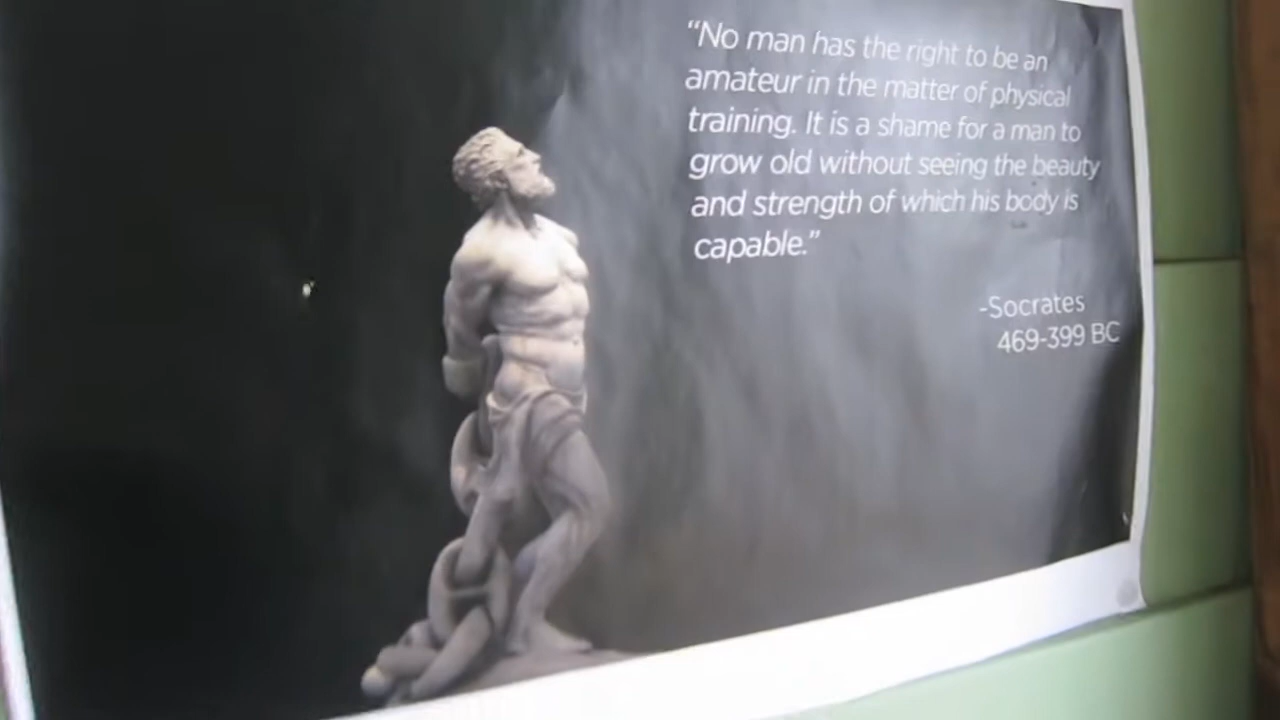 “No man has the right to be an
amateur in the matter of physical
training. It is a shame for a man to
grow old without seeing the beauty
and strength of which his body is
capable.”
-Socrates
469-399 BC